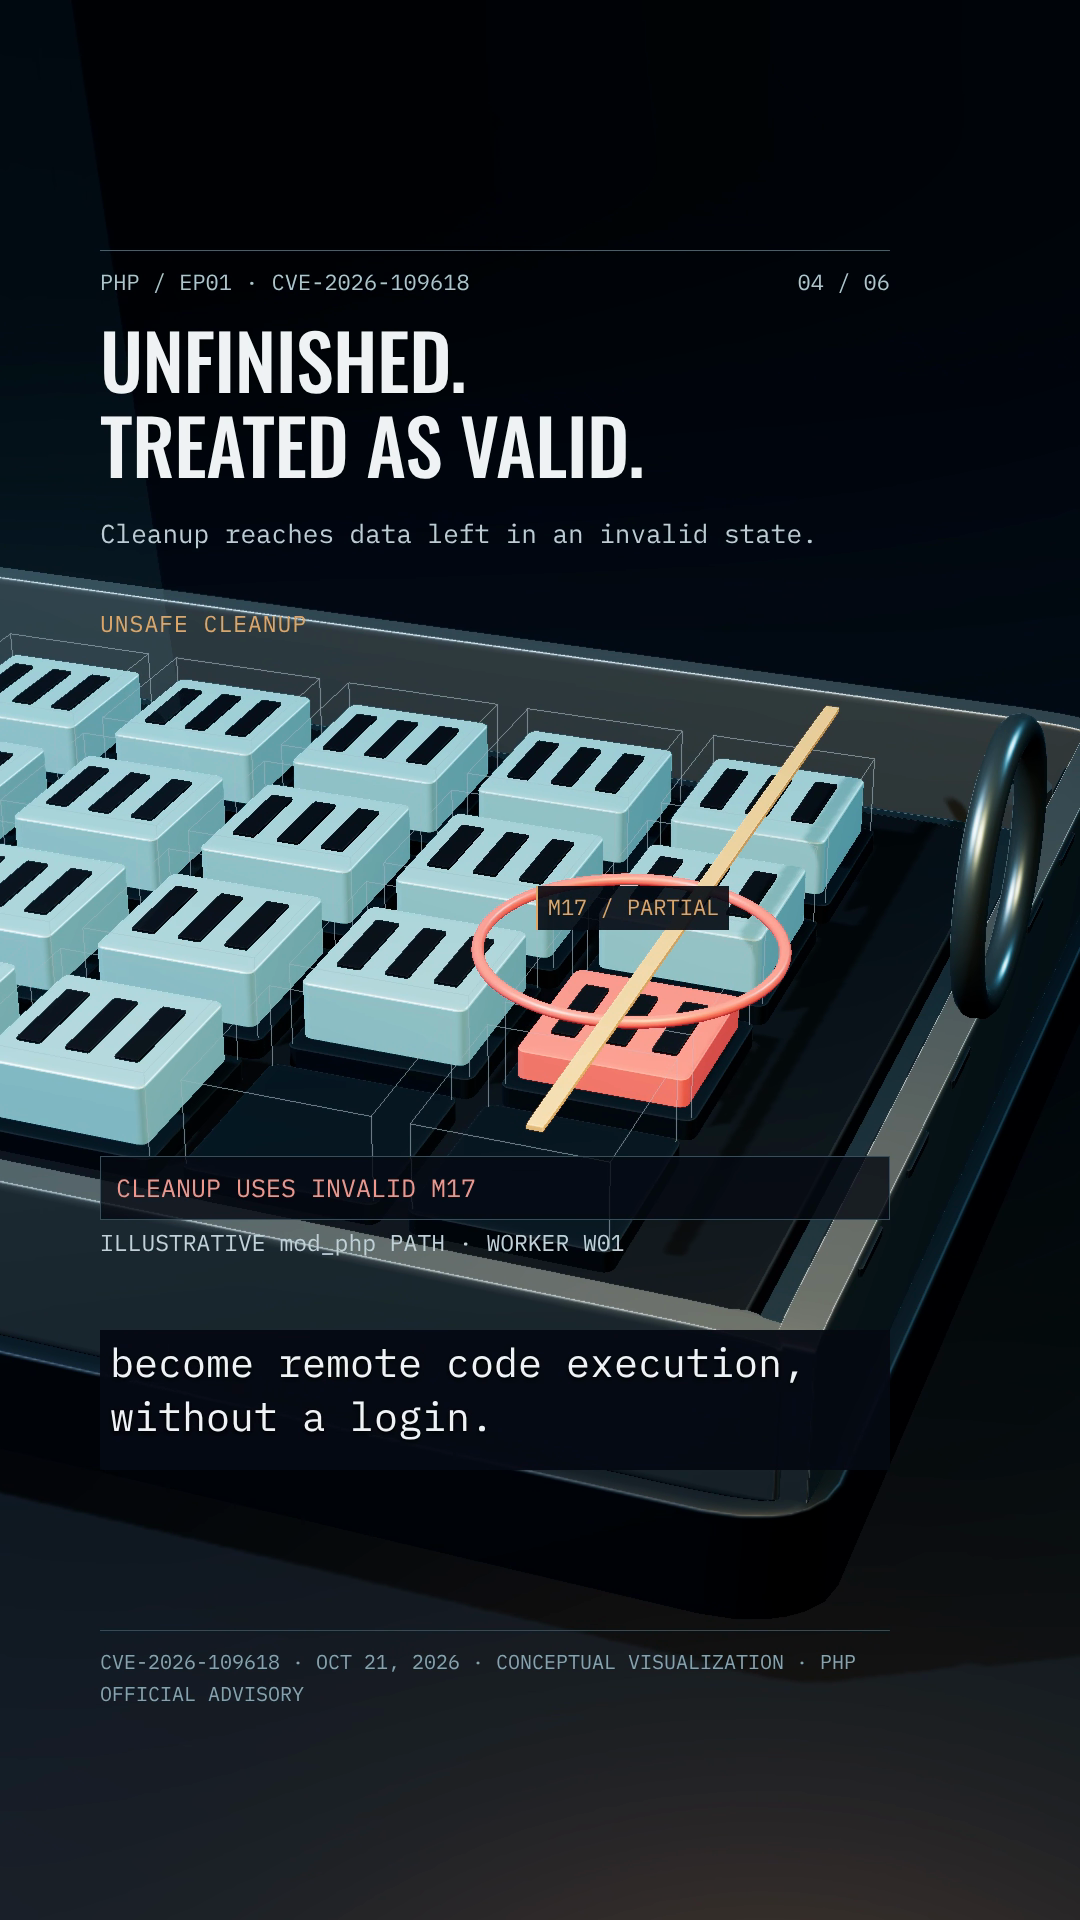 PHP / EP01 · CVE-2026-109618
04 / 06
UNFINISHED.
TREATED AS VALID.
Cleanup reaches data left in an invalid state.
UNSAFE CLEANUP
M17 / PARTIAL
CLEANUP USES INVALID M17
ILLUSTRATIVE mod_php PATH · WORKER W01
become remote code execution,
without a login.
CVE-2026-109618 · OCT 21, 2026 · CONCEPTUAL VISUALIZATION · PHP
OFFICIAL ADVISORY